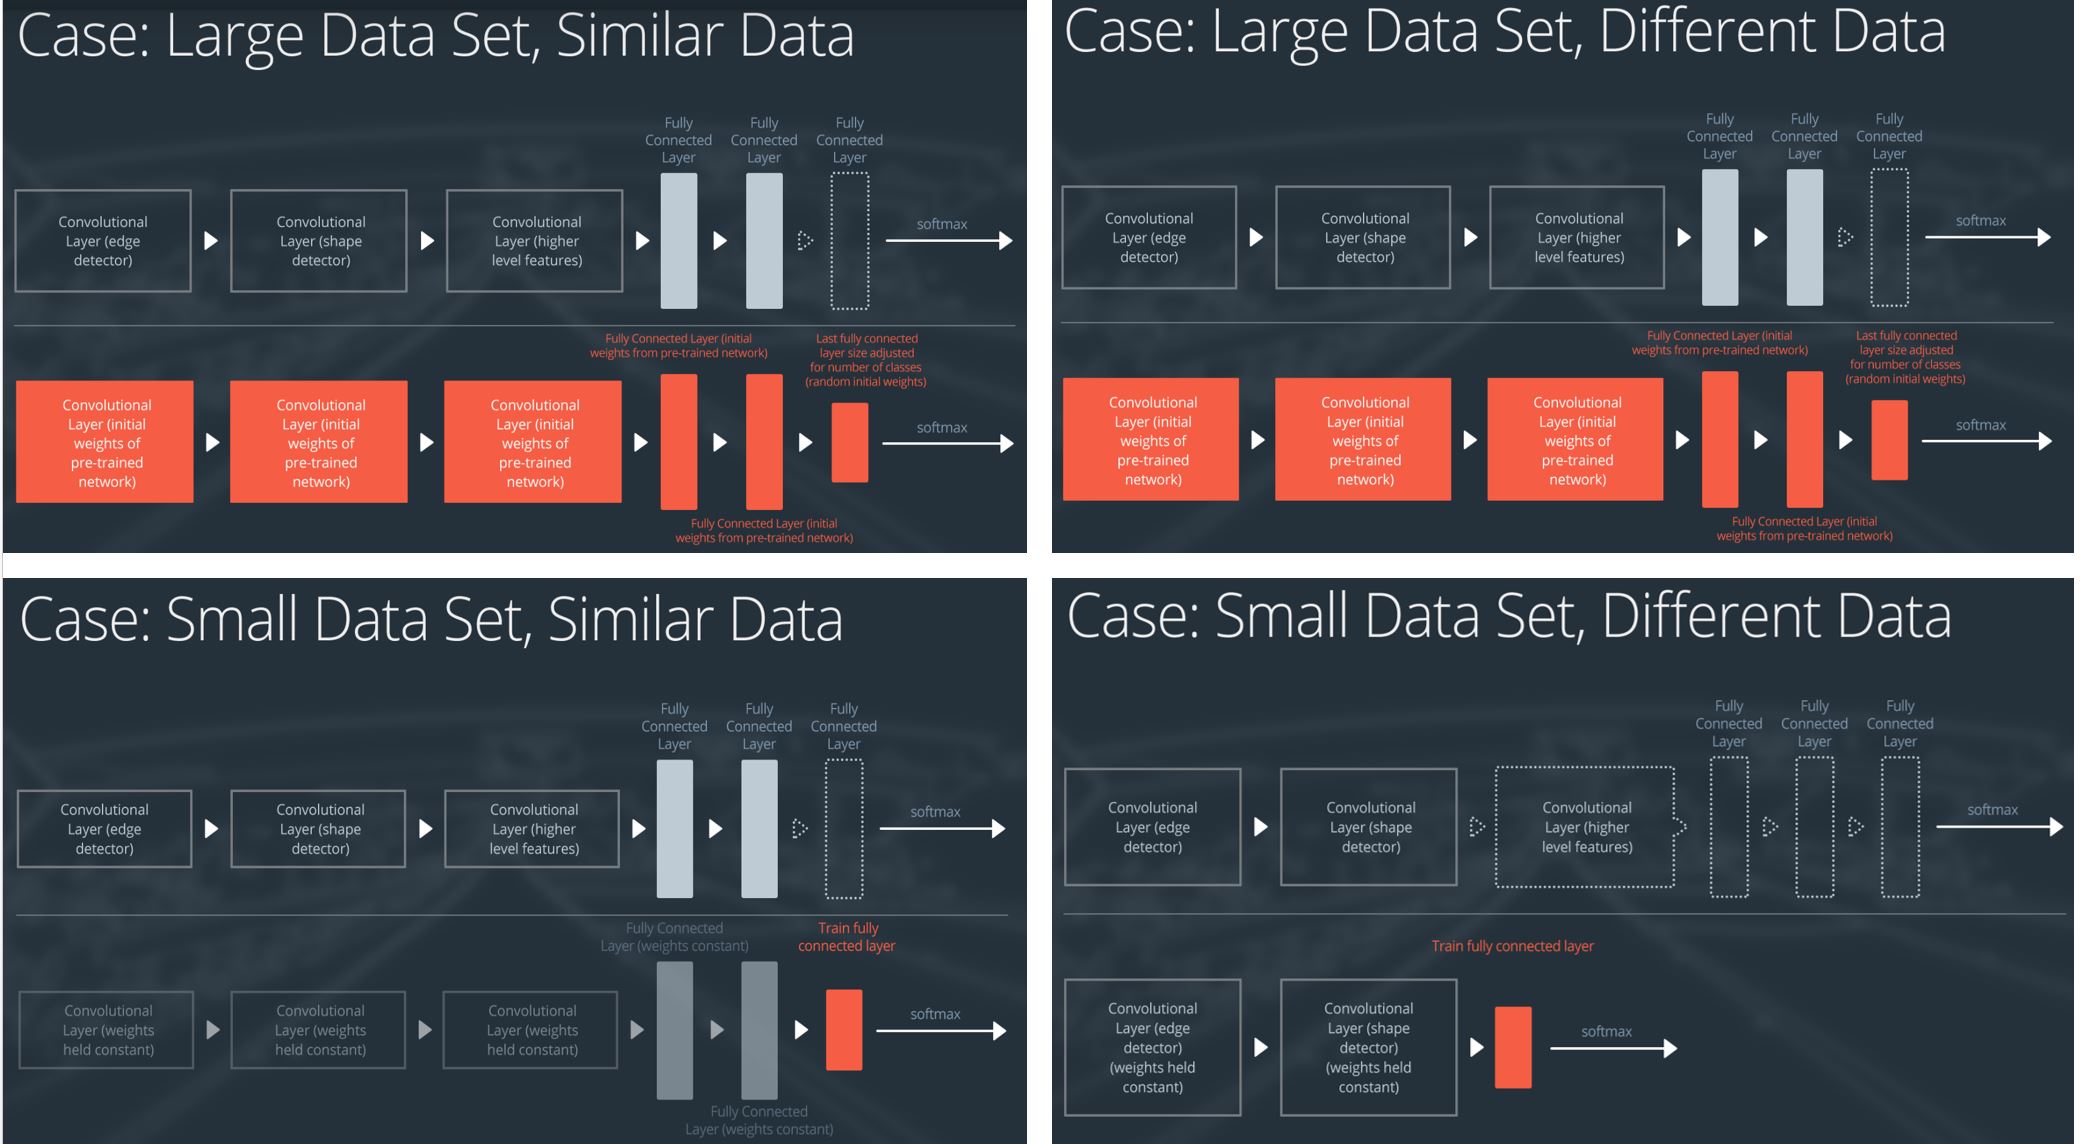 Case: Large Data Set, Similar Data
Fully
Connected
Layer
Fully
Connected
Layer
Fully
Connected
Layer
Convolutional
Layer (edge
detector)
Convolutional
Layer (shape
detector)
Convolutional
Layer (higher
level features)
softmax
Fully Connected Layer (initial
weights from pre-trained network)
Last fully connected
layer size adjusted
for number of classes
(random initial weights)
Convolutional
Layer (initial
weights of
pre-trained
network)
Convolutional
Layer (initial
weights of
pre-trained
network)
Convolutional
Layer (initial
weights of
pre-trained
network)
softmax
Fully Connected Layer (initial
weights from pre-trained network)
Case: Large Data Set, Different Data
Fully
Connected
Layer
Fully
Connected
Layer
Fully
Connected
Layer
Convolutional
Layer (edge
detector)
Convolutional
Layer (shape
detector)
Convolutional
Layer (higher
level features)
softmax
Fully Connected Layer (initial
weights from pre-trained network)
Last fully connected
layer size adjusted
for number of classes
(random initial weights)
Convolutional
Layer (initial
weights of
pre-trained
network)
Convolutional
Layer (initial
weights of
pre-trained
network)
Convolutional
Layer (initial
weights of
pre-trained
network)
softmax
Fully Connected Layer (initial
weights from pre-trained network)
Case: Small Data Set, Similar Data
Fully
Connected
Layer
Fully
Connected
Layer
Fully
Connected
Layer
Convolutional
Layer (edge
detector)
Convolutional
Layer (shape
detector)
Convolutional
Layer (higher
level features)
softmax
Fully Connected
Layer (weights constant)
Train fully
connected layer
Convolutional
Layer (weights
held constant)
Convolutional
Layer (weights
held constant)
Convolutional
Layer (weights
held constant)
softmax
Fully Connected
Layer (weights constant)
Case: Small Data Set, Different Data
Fully
Connected
Layer
Fully
Connected
Layer
Fully
Connected
Layer
Convolutional
Layer (edge
detector)
Convolutional
Layer (shape
detector)
Convolutional
Layer (higher
level features)
softmax
Train fully connected layer
Convolutional
Layer (edge
detector)
(weights held
constant)
Convolutional
Layer (shape
detector)
(weights held
constant)
softmax